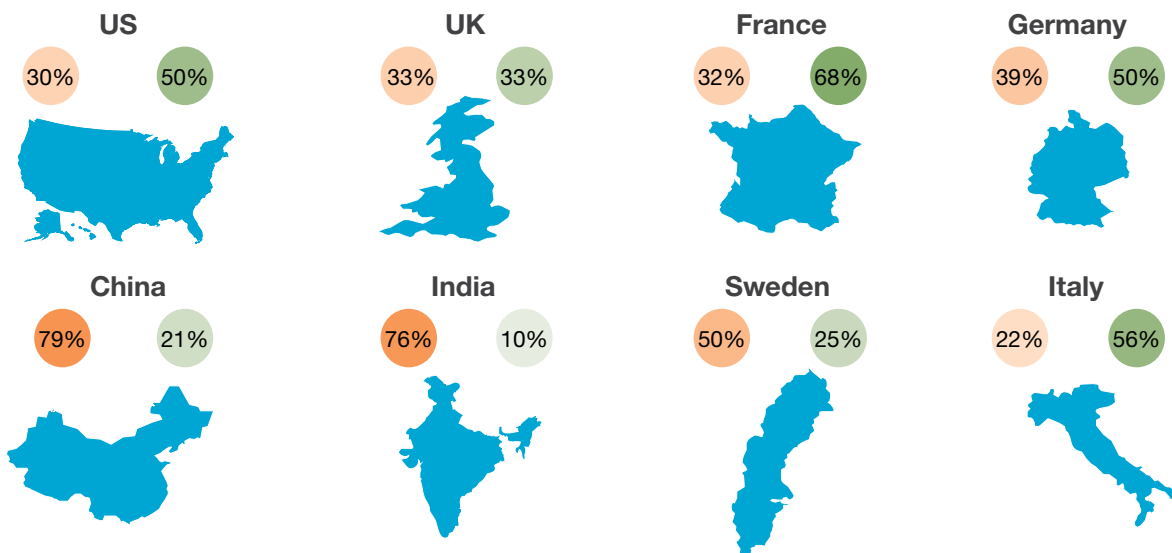 US UK France Germany
30% 50% 33% 33% 32% 68% 39% 50%
China India Sweden Italy
79% 21% 76% 10% 50% 25% 22% 56%